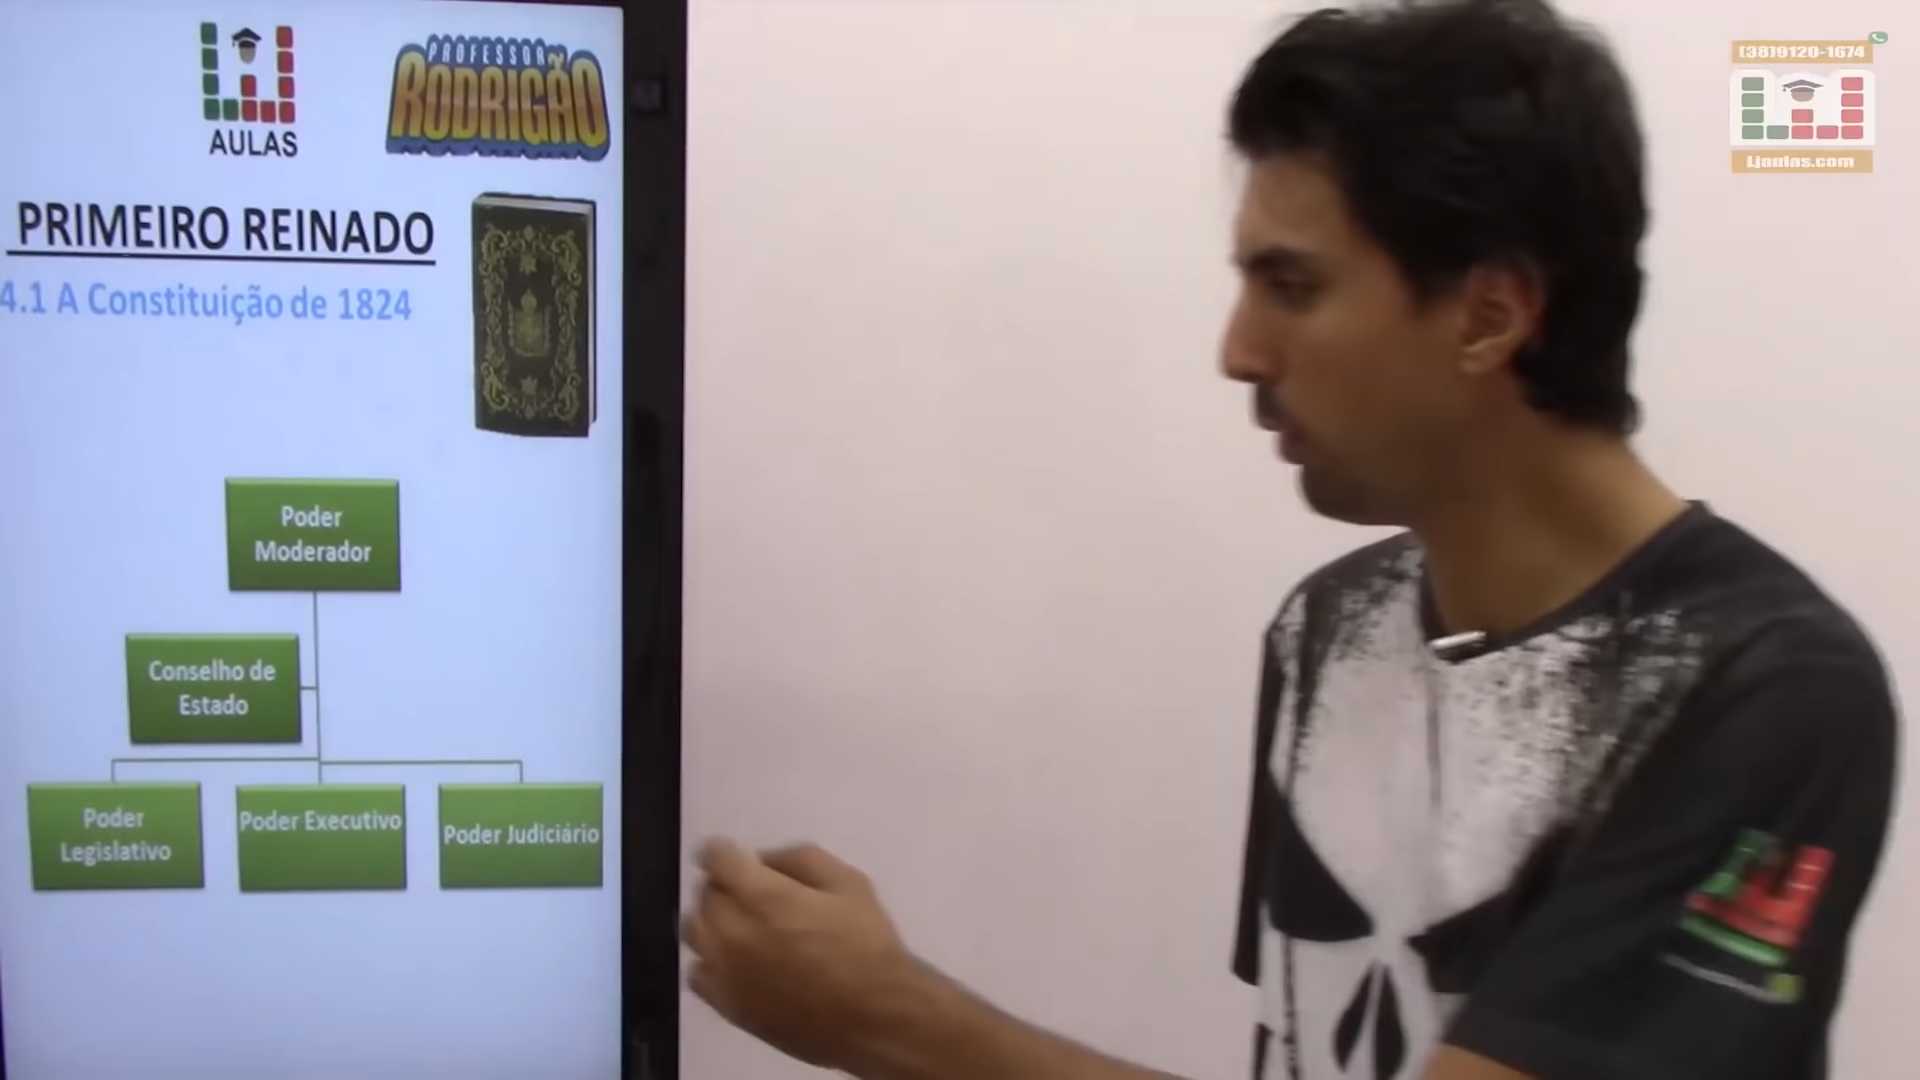 AULAS
PROFESSOR
RODRIGÃO
PRIMEIRO REINADO
4.1 A Constituição de 1824
Poder
Moderador
Conselho de
Estado
Poder
Legislativo
Poder Executivo
Poder Judiciário
(38)9120-1674
Ljaulas.com